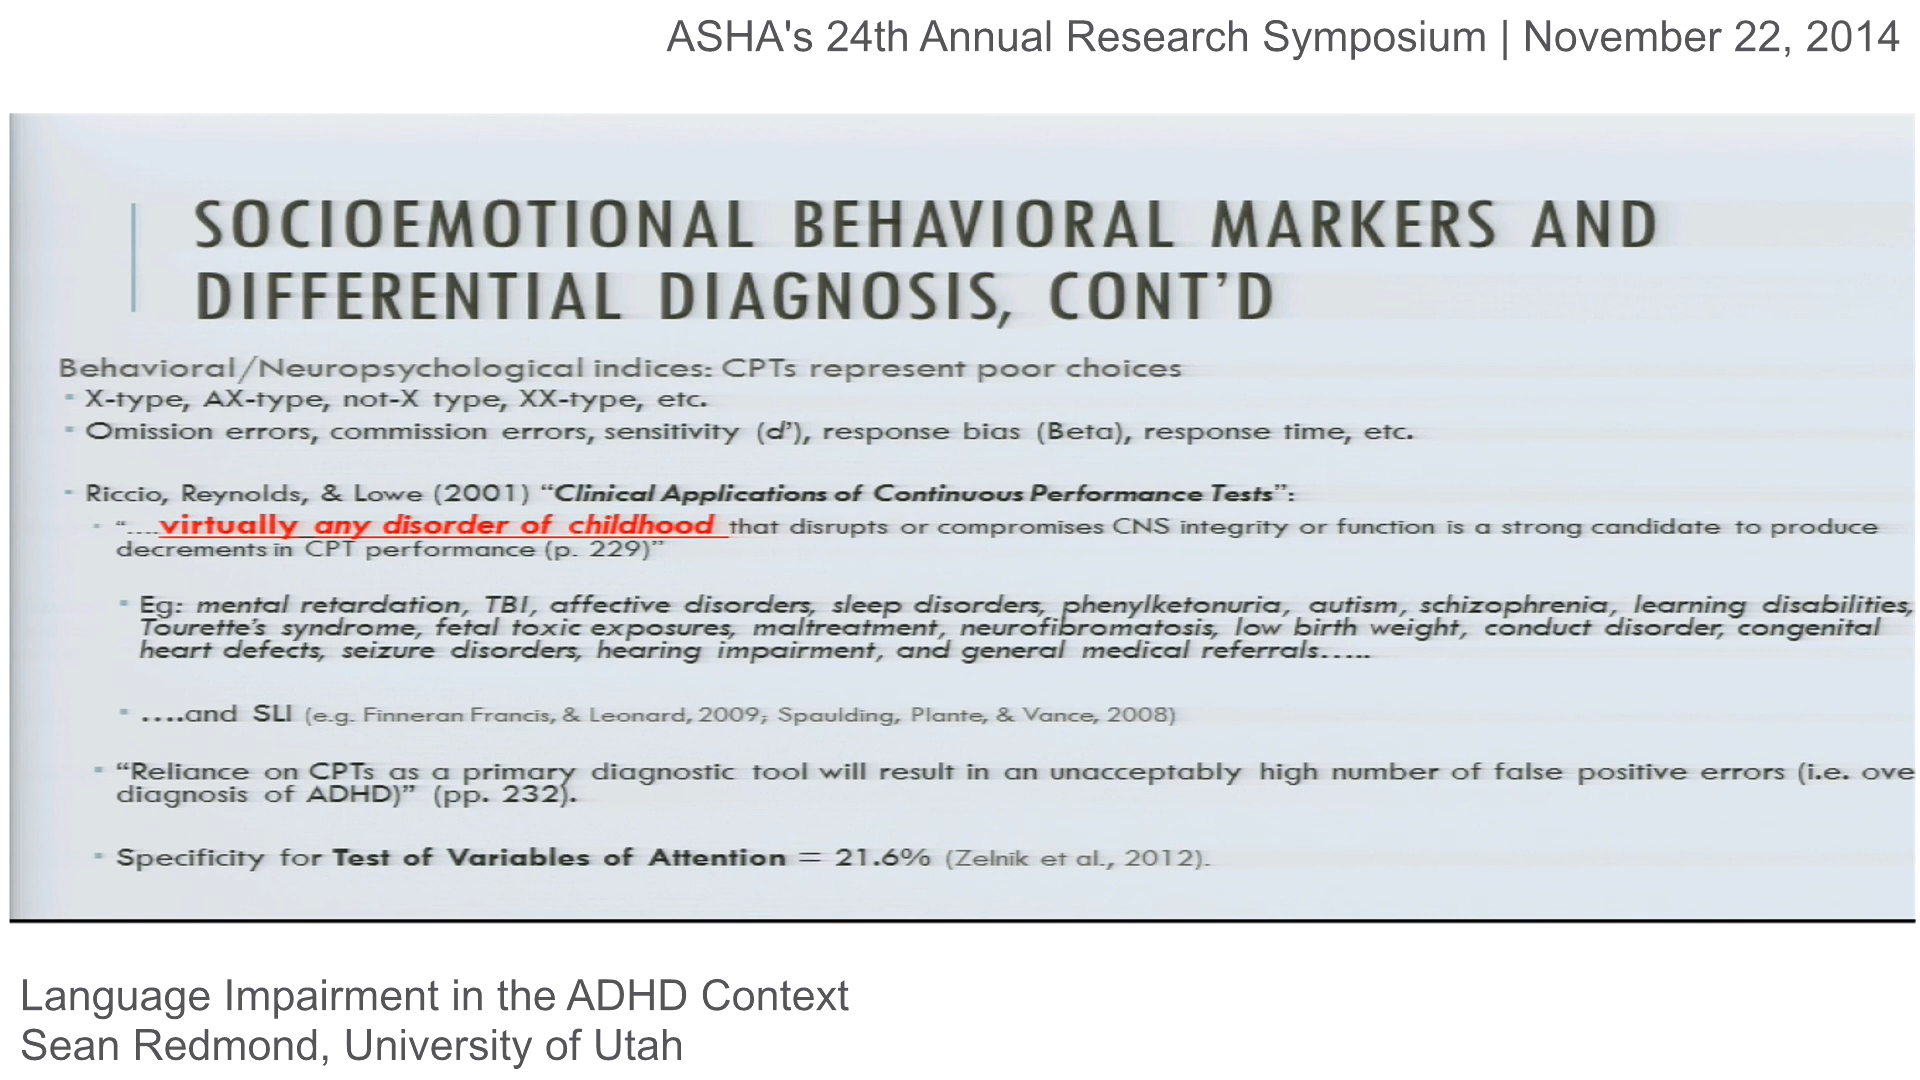 ASHA's 24th Annual Research Symposium | November 22, 2014
SOCIOEMOTIONAL BEHAVIORAL MARKERS AND
DIFFERENTIAL DIAGNOSIS, CONT'D
Behavioral/Neuropsychological indices: CPTs represent poor choices
X-type, AX-type, not-X type, XX-type, etc.
Omission errors, commission errors, sensitivity (d'), response bias (Beta), response time, etc.
Riccio, Reynolds, & Lowe (2001) “Clinical Applications of Continuous Performance Tests”:
“....virtually any disorder of childhood that disrupts or compromises CNS integrity or function is a strong candidate to produce
decrements in CPT performance (p. 229)”
Eg: mental retardation, TBI, affective disorders, sleep disorders, phenylketonuria, autism, schizophrenia, learning disabilities,
Tourette's syndrome, fetal toxic exposures, maltreatment, neurofibromatosis, low birth weight, conduct disorder, congenital
heart defects, seizure disorders, hearing impairment, and general medical referrals.....
....and SLI (e.g. Finneran Francis, & Leonard, 2009; Spaulding, Plante, & Vance, 2008)
“Reliance on CPTs as a primary diagnostic tool will result in an unacceptably high number of false positive errors (i.e. ove
diagnosis of ADHD)” (pp. 232).
Specificity for Test of Variables of Attention = 21.6% (Zelnik et al., 2012).
Language Impairment in the ADHD Context
Sean Redmond, University of Utah